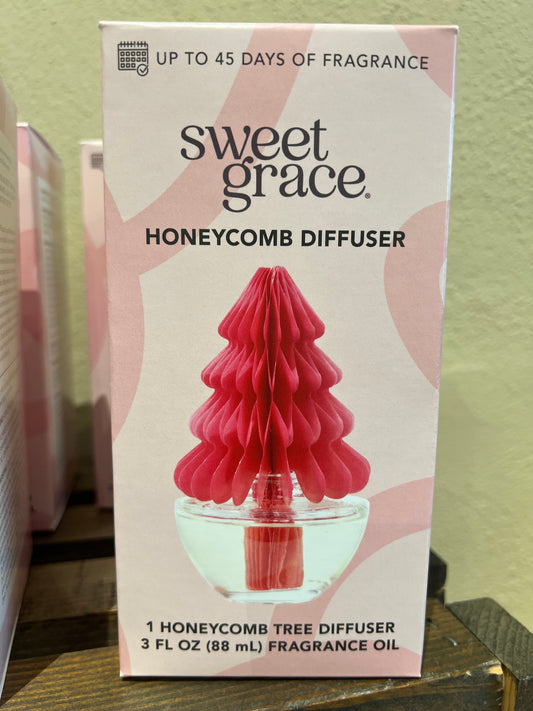 UP TO 45 DAYS OF FRAGRANCE
sweet
grace®
HONEYCOMB DIFFUSER
1 HONEYCOMB TREE DIFFUSER
3 FL OZ (88 mL) FRAGRANCE OIL